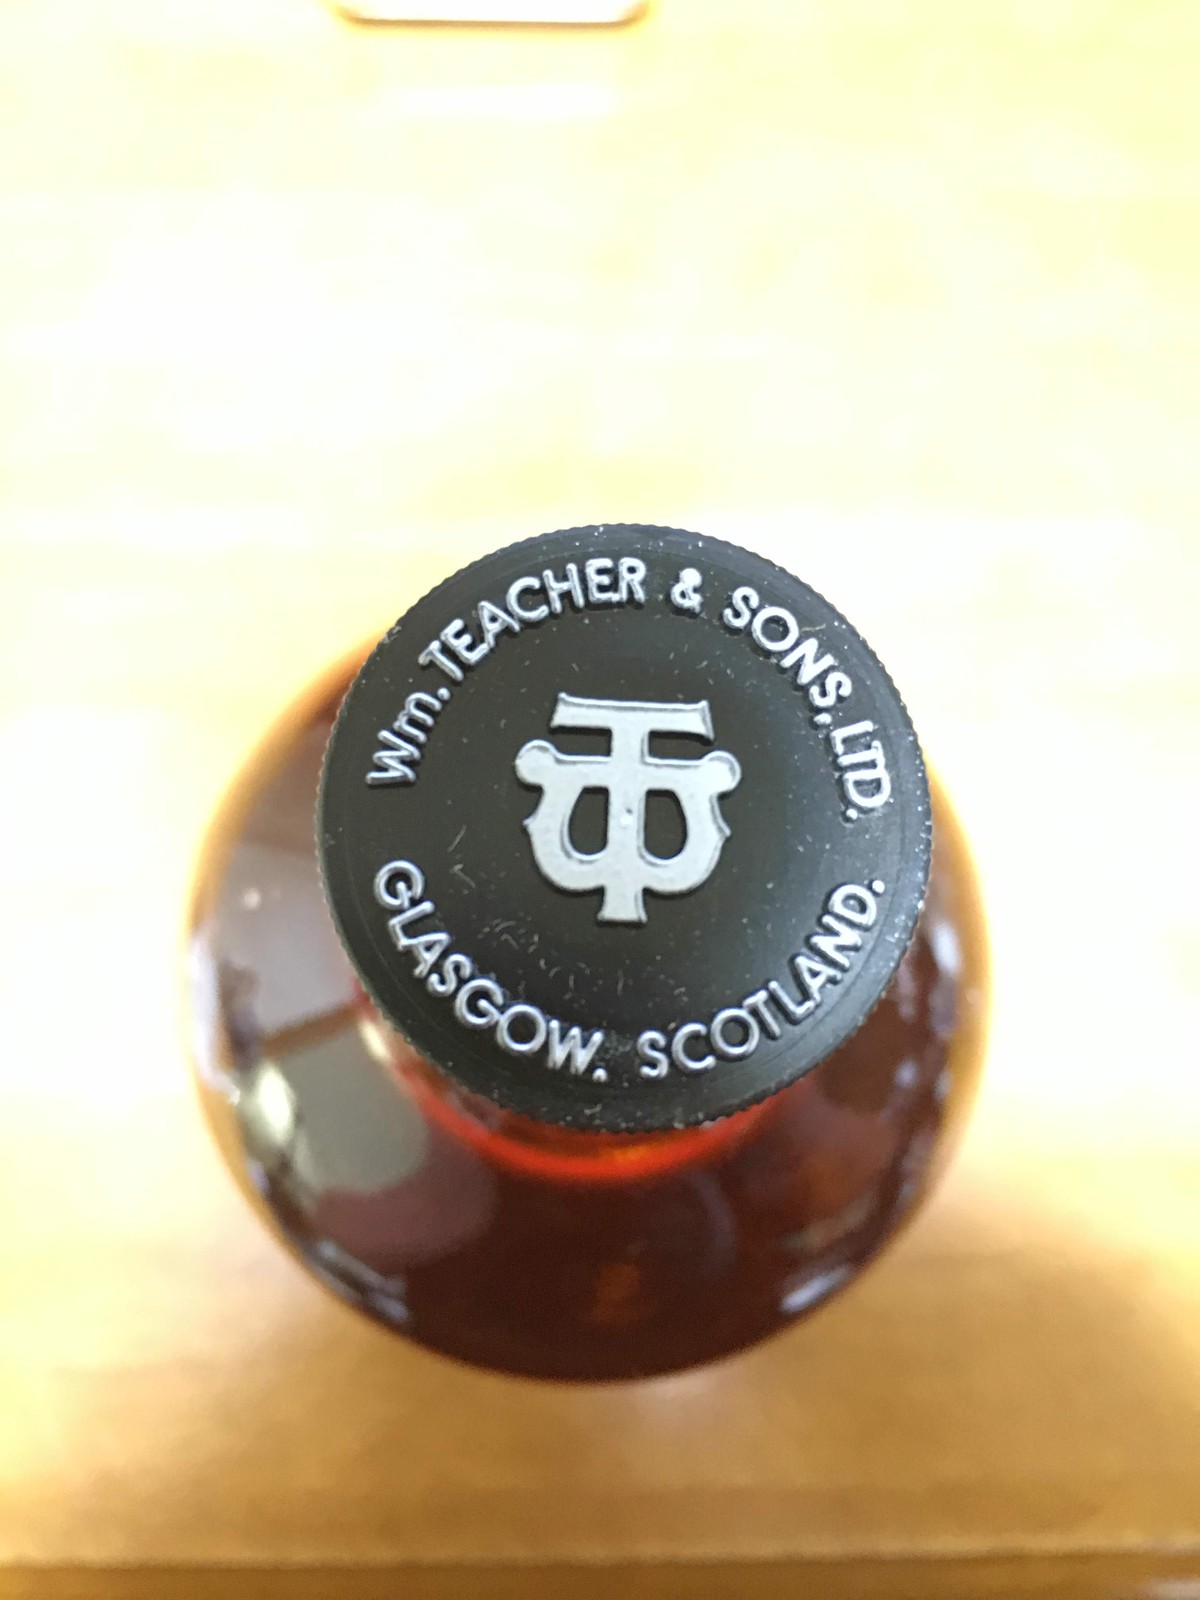 Wm. TEACHER & SONS. LTD.
GLASGOW. SCOTLAND.